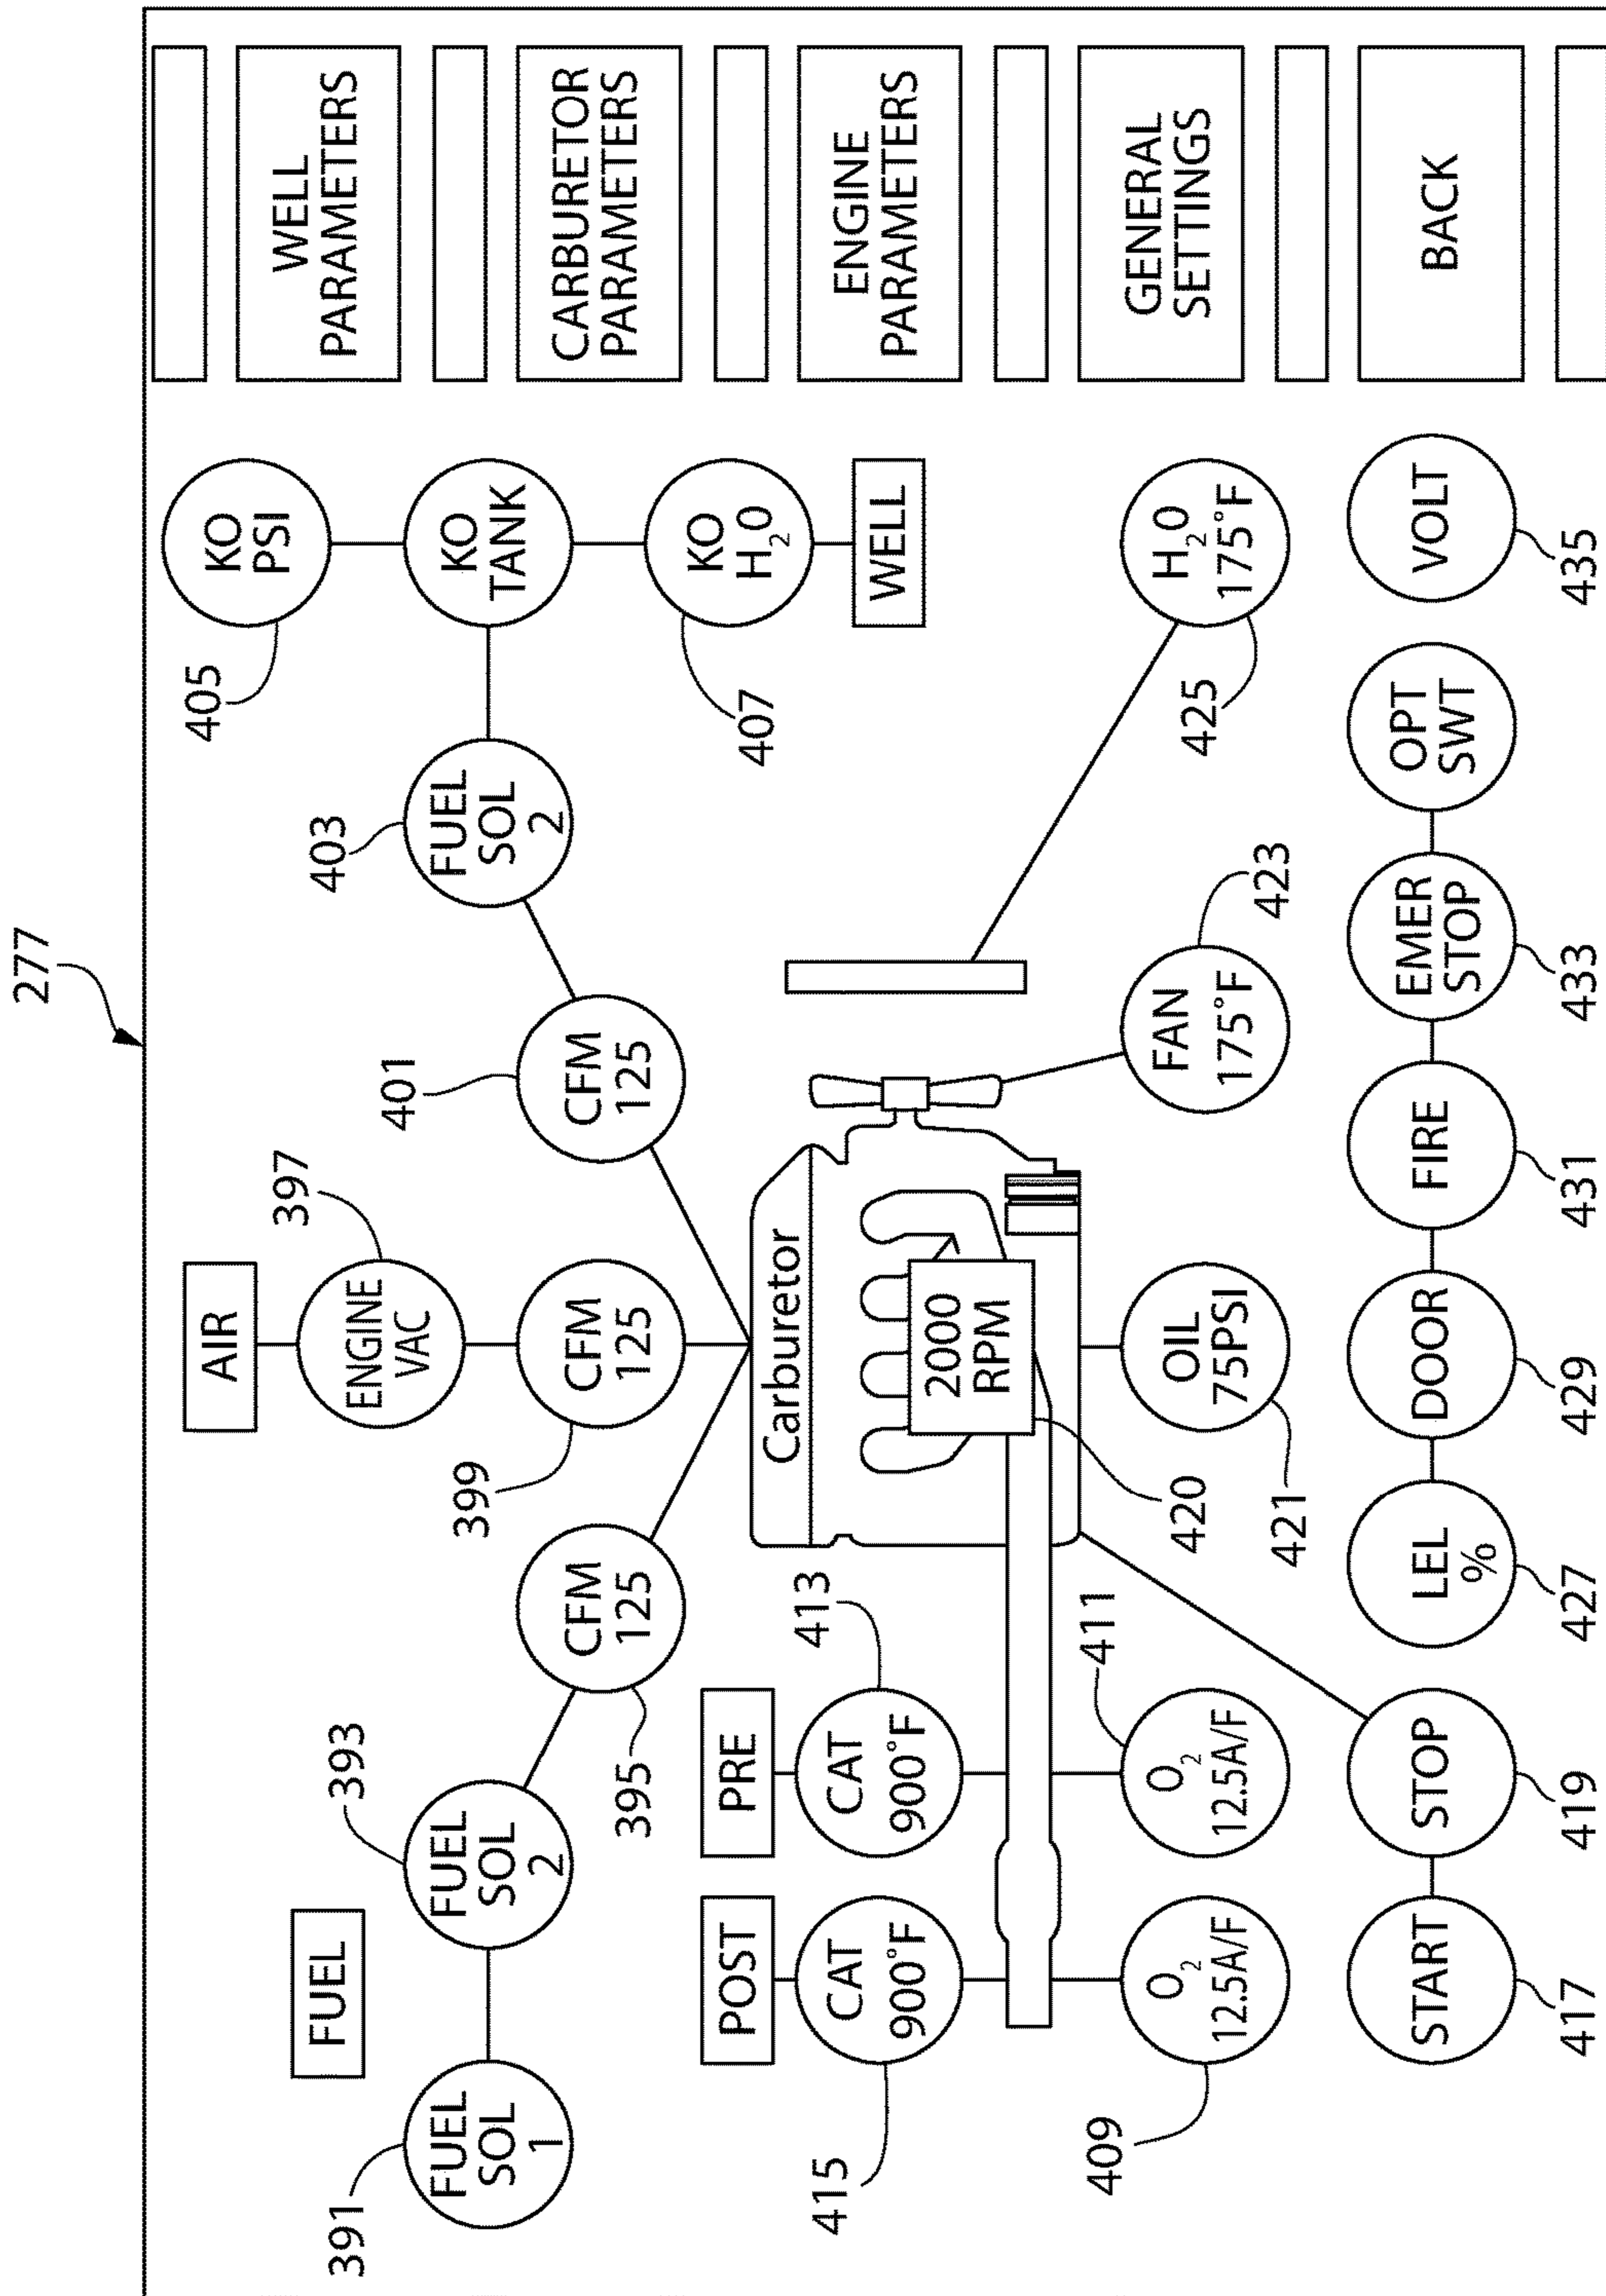 277
AIR
FUEL
391
FUEL
SOL
1
393
FUEL
SOL
2
395
CFM
125
397
ENGINE
VAC
399
CFM
125
401
CFM
125
403
FUEL
SOL
2
405
KO
PSI
KO
TANK
407
KO
H₂0
WELL
WELL
PARAMETERS
CARBURETOR
PARAMETERS
ENGINE
PARAMETERS
GENERAL
SETTINGS
BACK
POST
PRE
415
CAT
900°F
413
CAT
900°F
409
O₂
12.5A/F
411
O₂
12.5A/F
Carburetor
2000
RPM
420
OIL
75PSI
421
FAN
175°F
423
H₂0
175°F
425
START
417
STOP
419
LEL
%
427
DOOR
429
FIRE
431
EMER
STOP
433
OPT
SWT
VOLT
435